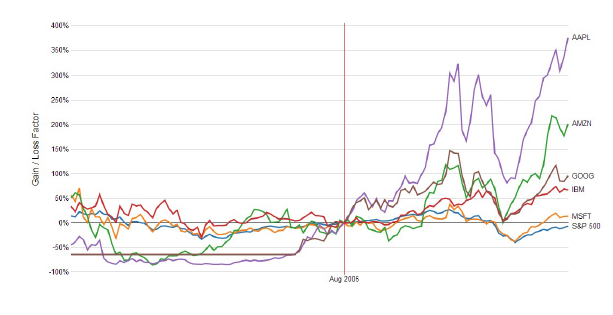 400%
350%
300%
250%
200%
150%
100%
50%
0%
-50%
-100%
Gain / Loss Factor
AAPL
AMZN
GOOG
IBM
MSFT
S&P 500
Aug 2006